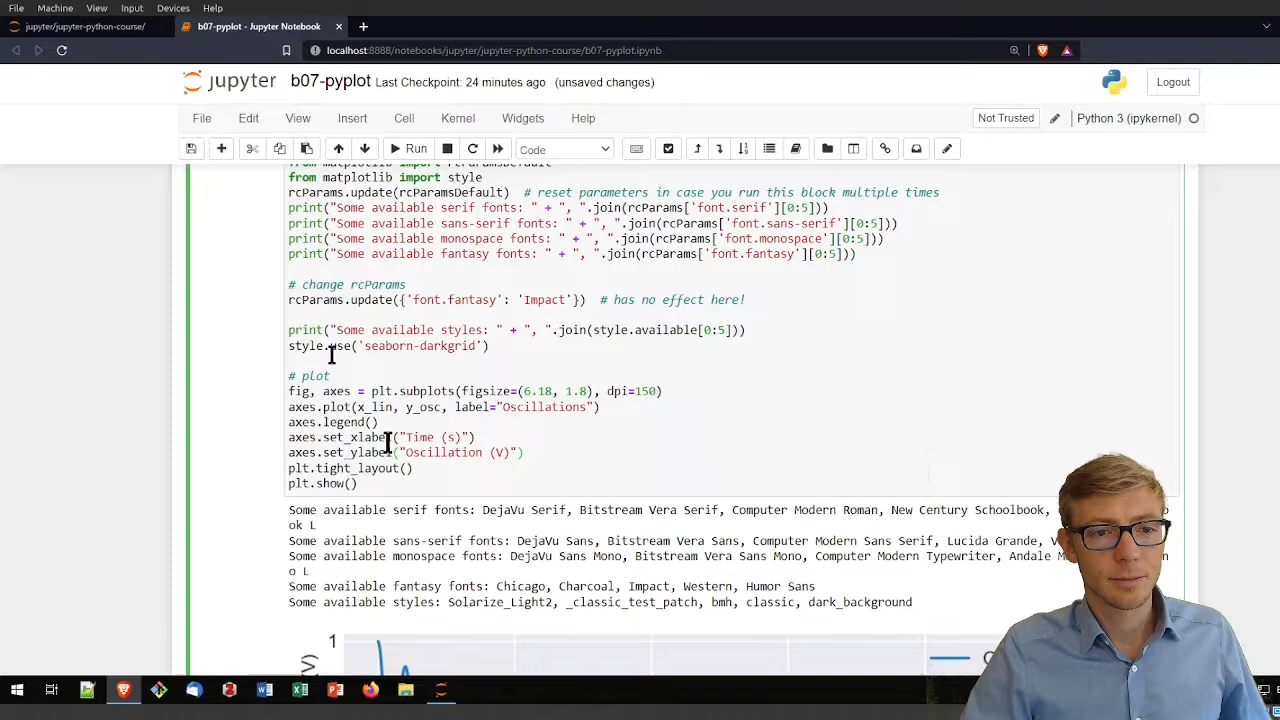 File Machine View Input Devices Help
jupyter/jupyter-python-course/ b07-pyplot - Jupyter Notebook
localhost:8888/notebooks/jupyter/jupyter-python-course/b07-pyplot.ipynb
jupyter b07-pyplot Last Checkpoint: 24 minutes ago (unsaved changes) Logout
File Edit View Insert Cell Kernel Widgets Help Not Trusted Python 3 (ipykernel)
Run Code
from matplotlib import rcParamsDefault
from matplotlib import style
rcParams.update(rcParamsDefault)  # reset parameters in case you run this block multiple times
print("Some available serif fonts: " + ", ".join(rcParams['font.serif'][0:5]))
print("Some available sans-serif fonts: " + ", ".join(rcParams['font.sans-serif'][0:5]))
print("Some available monospace fonts: " + ", ".join(rcParams['font.monospace'][0:5]))
print("Some available fantasy fonts: " + ", ".join(rcParams['font.fantasy'][0:5]))
# change rcParams
rcParams.update({'font.fantasy': 'Impact'})  # has no effect here!
print("Some available styles: " + ", ".join(style.available[0:5]))
style.use('seaborn-darkgrid')
# plot
fig, axes = plt.subplots(figsize=(6.18, 1.8), dpi=150)
axes.plot(x_lin, y_osc, label="Oscillations")
axes.legend()
axes.set_xlabel("Time (s)")
axes.set_ylabel("Oscillation (V)")
plt.tight_layout()
plt.show()
Some available serif fonts: DejaVu Serif, Bitstream Vera Serif, Computer Modern Roman, New Century Schoolbook,
ok L
Some available sans-serif fonts: DejaVu Sans, Bitstream Vera Sans, Computer Modern Sans Serif, Lucida Grande,
Some available monospace fonts: DejaVu Sans Mono, Bitstream Vera Sans Mono, Computer Modern Typewriter, Andale
o L
Some available fantasy fonts: Chicago, Charcoal, Impact, Western, Humor Sans
Some available styles: Solarize_Light2, _classic_test_patch, bmh, classic, dark_background
1
(V)